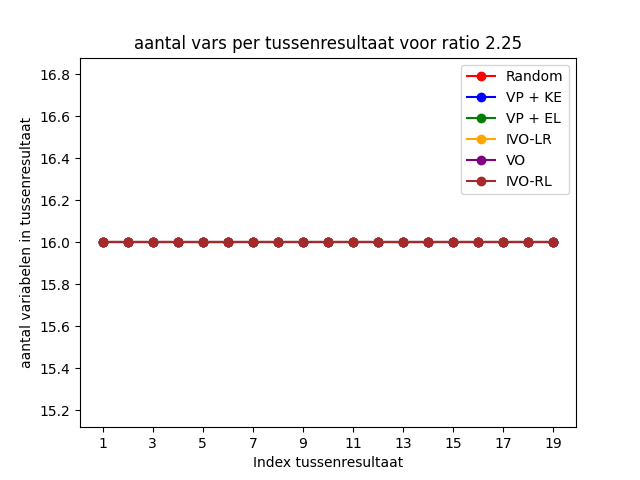 aantal vars per tussenresultaat voor ratio 2.25
aantal variabelen in tussenresultaat
16.8
16.6
16.4
16.2
16.0
15.8
15.6
15.4
15.2
Random
VP + KE
VP + EL
IVO-LR
VO
IVO-RL
1 3 5 7 9 11 13 15 17 19
Index tussenresultaat